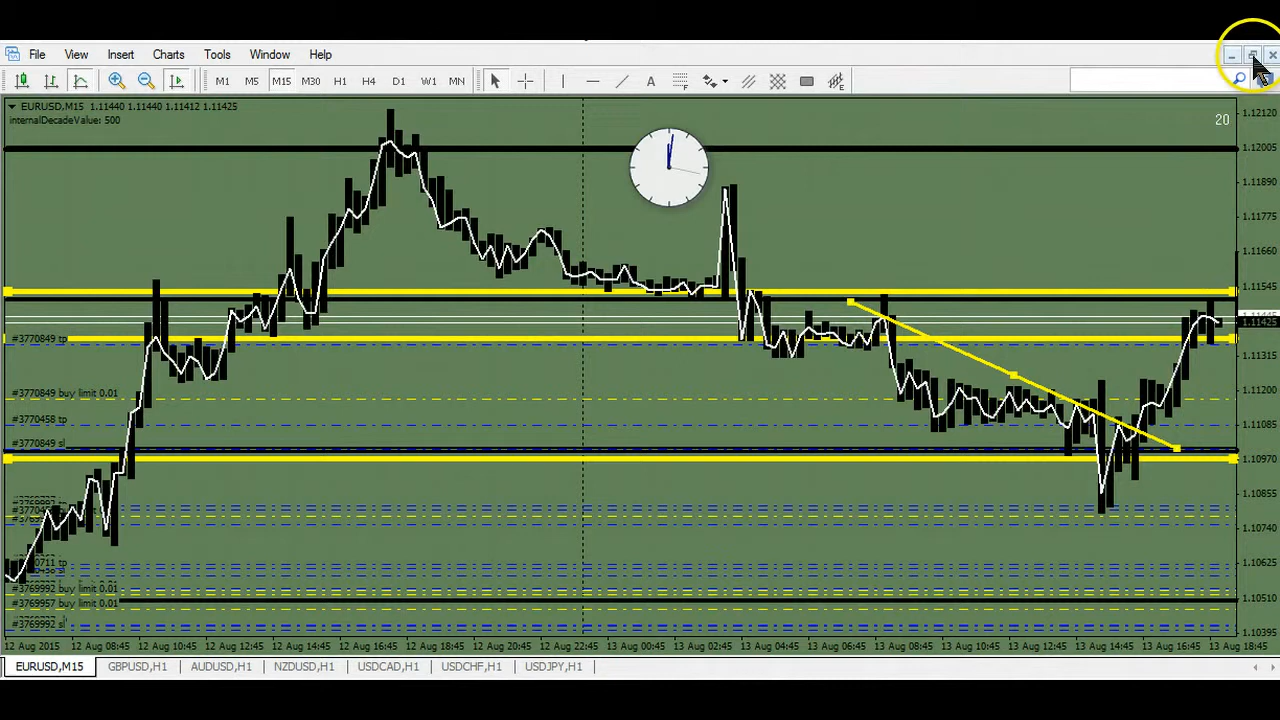 File View Insert Charts Tools Window Help
M1 M5 M15 M30 H1 H4 D1 W1 MN
EURUSD,M15 1.11440 1.11440 1.11412 1.11425
internalDecadeValue: 500
20
1.12120
1.12005
1.11890
1.11775
1.11660
1.11545
1.11425
1.11315
1.11200
1.11085
1.10970
1.10855
1.10740
1.10625
1.10510
1.10395
#3770849 tp
#3770849 buy limit 0.01
#3770458 tp
#3770849 sl
#3769992 buy limit 0.01
#3769957 buy limit 0.01
#3769992 sl
12 Aug 2015 12 Aug 08:45 12 Aug 10:45 12 Aug 12:45 12 Aug 14:45 12 Aug 16:45 12 Aug 18:45 12 Aug 20:45 12 Aug 22:45 13 Aug 00:45 13 Aug 02:45 13 Aug 04:45 13 Aug 06:45 13 Aug 08:45 13 Aug 10:45 13 Aug 12:45 13 Aug 14:45 13 Aug 16:45 13 Aug 18:45
EURUSD,M15 GBPUSD,H1 AUDUSD,H1 NZDUSD,H1 USDCAD,H1 USDCHF,H1 USDJPY,H1